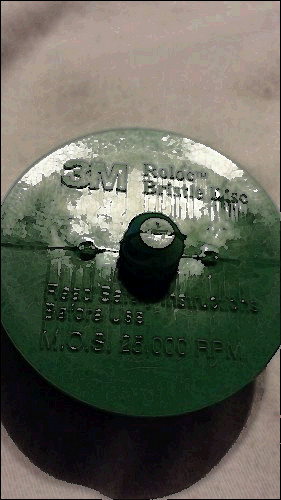 3M Roloc™
Bristle Disc
Read Safety Instructions
Before Use
M.O.S! 25,000 RPM